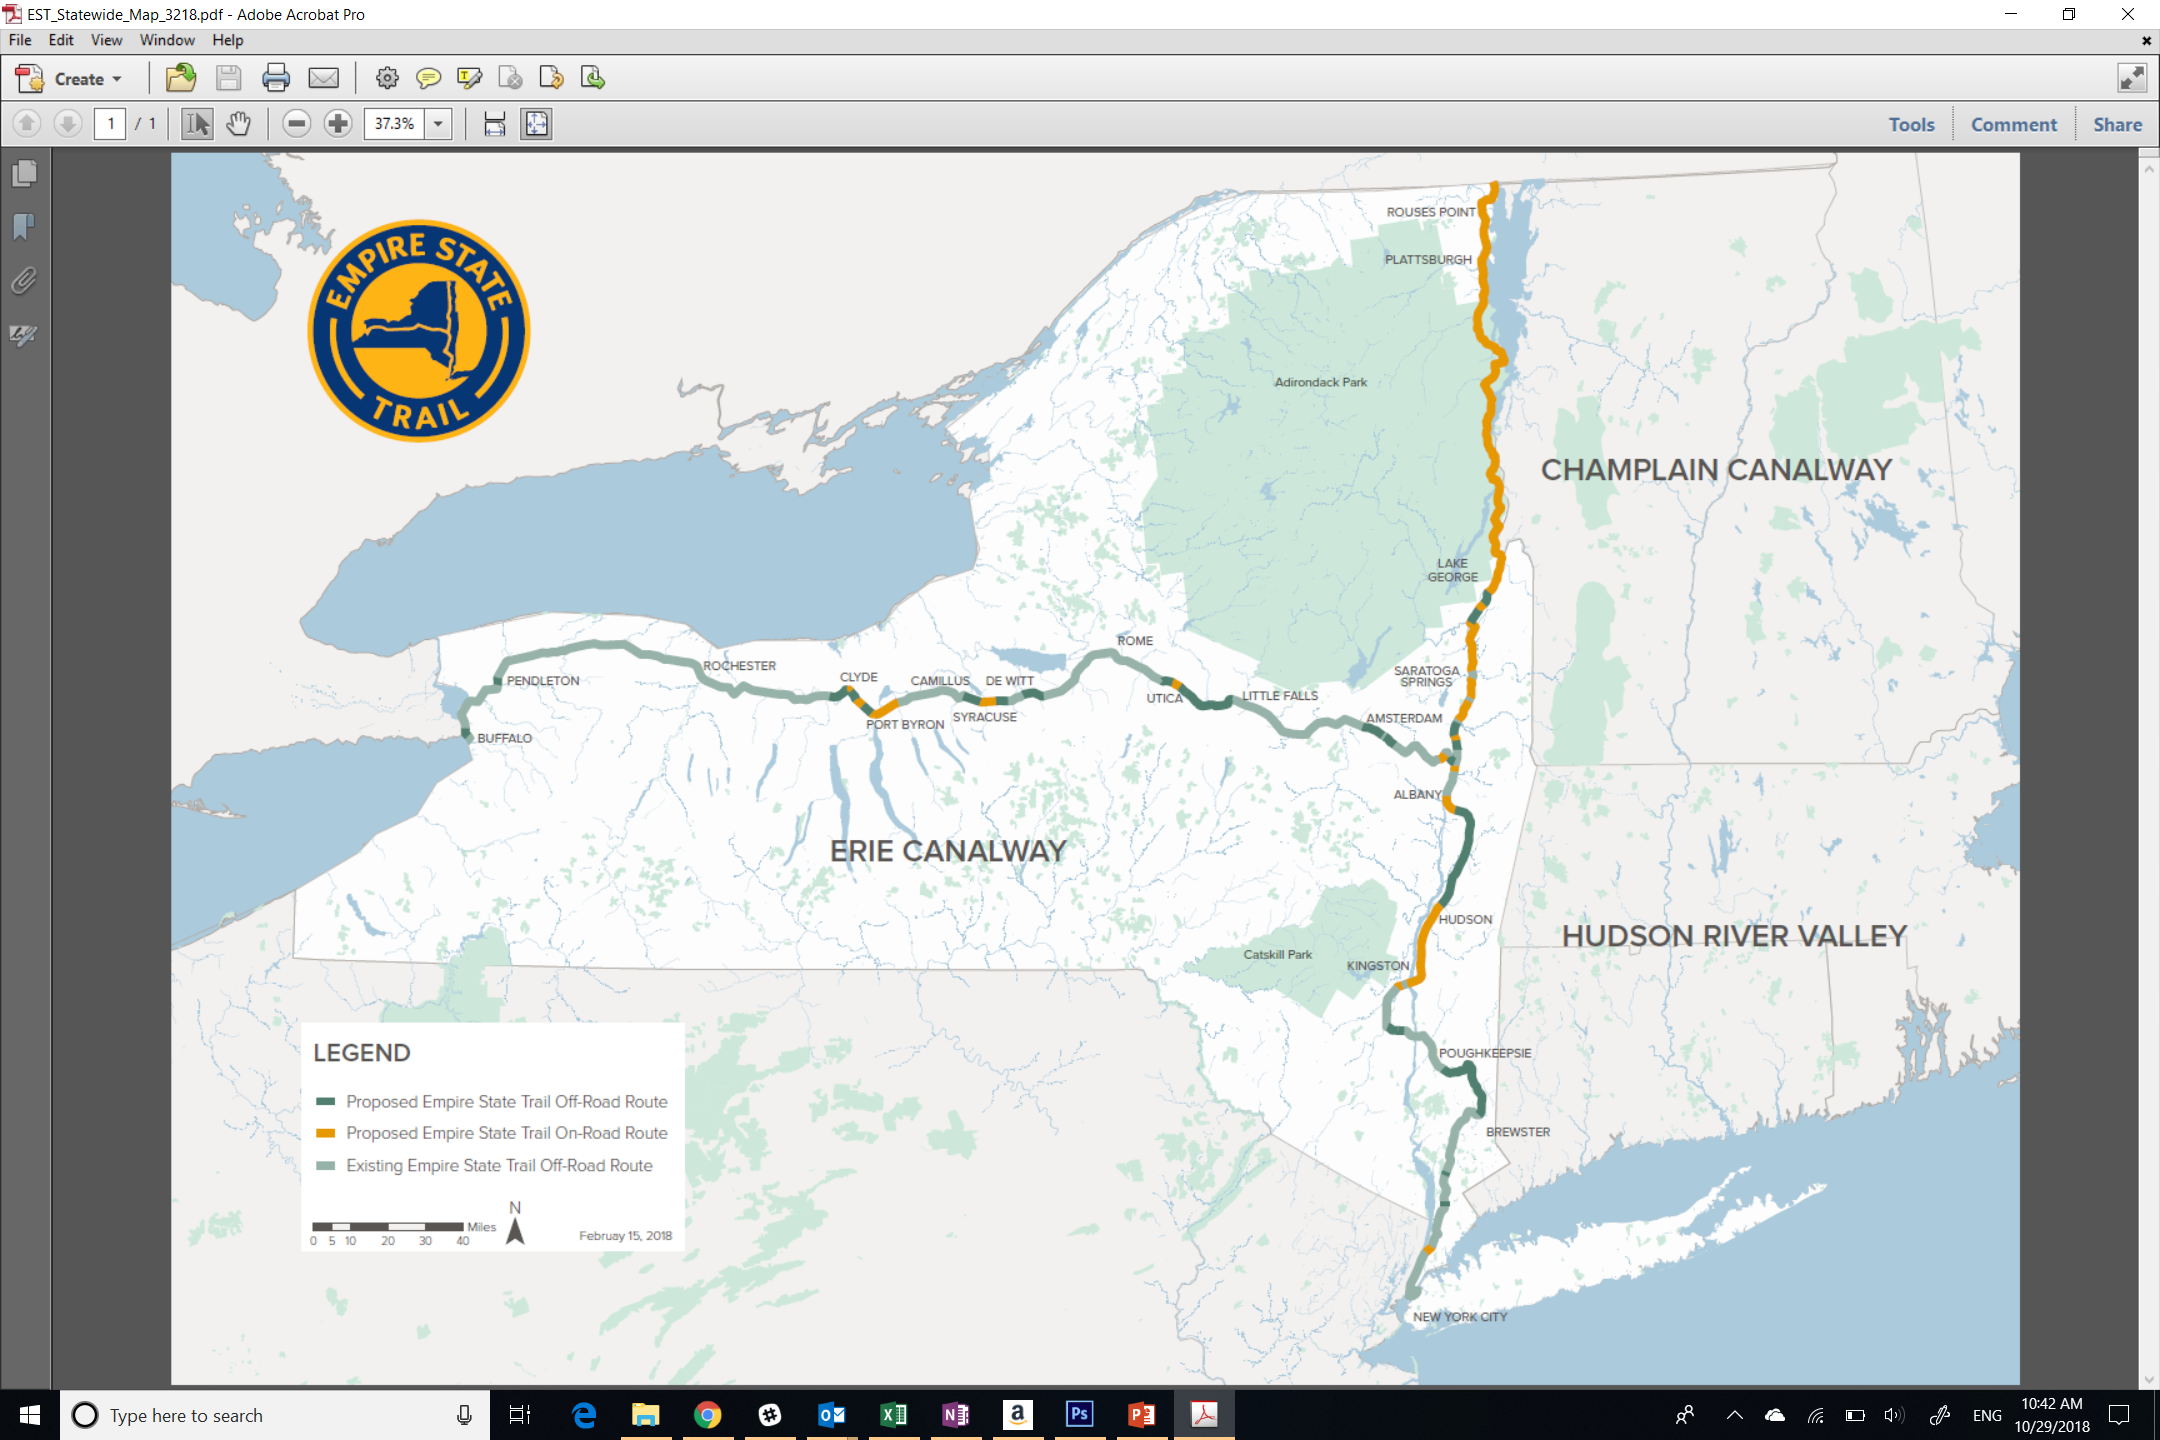 EST_Statewide_Map_3218.pdf - Adobe Acrobat Pro
File Edit View Window Help
Create
1 / 1 37.3% Tools Comment Share
EMPIRE STATE
TRAIL
ROUSES POINT
PLATTSBURGH
Adirondack Park
CHAMPLAIN CANALWAY
LAKE
GEORGE
ROME
ROCHESTER
SARATOGA
SPRINGS
CLYDE
CAMILLUS
DE WITT
PENDLETON
UTICA
LITTLE FALLS
SYRACUSE
AMSTERDAM
PORT BYRON
BUFFALO
ALBANY
ERIE CANALWAY
HUDSON
HUDSON RIVER VALLEY
Catskill Park
KINGSTON
POUGHKEEPSIE
BREWSTER
NEW YORK CITY
LEGEND
Proposed Empire State Trail Off-Road Route
Proposed Empire State Trail On-Road Route
Existing Empire State Trail Off-Road Route
N
Miles
0 5 10 20 30 40
Februay 15, 2018
Type here to search
a Ps
ENG
10:42 AM
10/29/2018